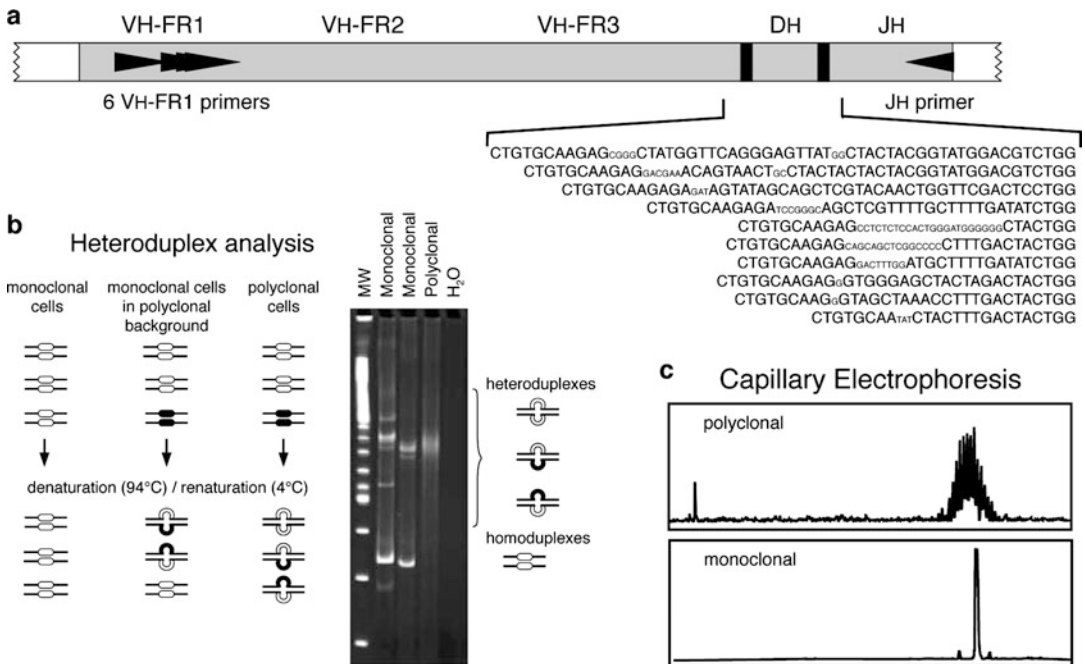 a
VH-FR1 VH-FR2 VH-FR3 DH JH
6 VH-FR1 primers
JH primer
CTGTGCAAGAGCGGGCTATGGTTCAGGGAGTTATGGCTACTACGGTATGGACGTCTGG
CTGTGCAAGAGGACGAAACAGTAACTGCCTACTACTACTACGGTATGGACGTCTGG
CTGTGCAAGAGAGATAGTATAGCAGCTCGTACAACTGGTTCGACTCCTGG
CTGTGCAAGAGATCCGGGCAGCTCGTTTTGCTTTTGATATCTGG
CTGTGCAAGAGCCTCTCTCCACTGGGATGGGGGGCTACTGG
CTGTGCAAGAGCAGCAGCTCGGCCCCCTTTGACTACTGG
CTGTGCAAGAGGACTTTGGATGCTTTTGATATCTGG
CTGTGCAAGAGGGTGGGAGCTACTAGACTACTGG
CTGTGCAAGGGTAGCTAAACCTTTGACTACTGG
CTGTGCAATATCTACTTTGACTACTGG
b
Heteroduplex analysis
monoclonal cells
monoclonal cells in polyclonal background
polyclonal cells
denaturation (94°C) / renaturation (4°C)
MW
Monoclonal
Monoclonal
Polyclonal
H2O
heteroduplexes
homoduplexes
c
Capillary Electrophoresis
polyclonal
monoclonal